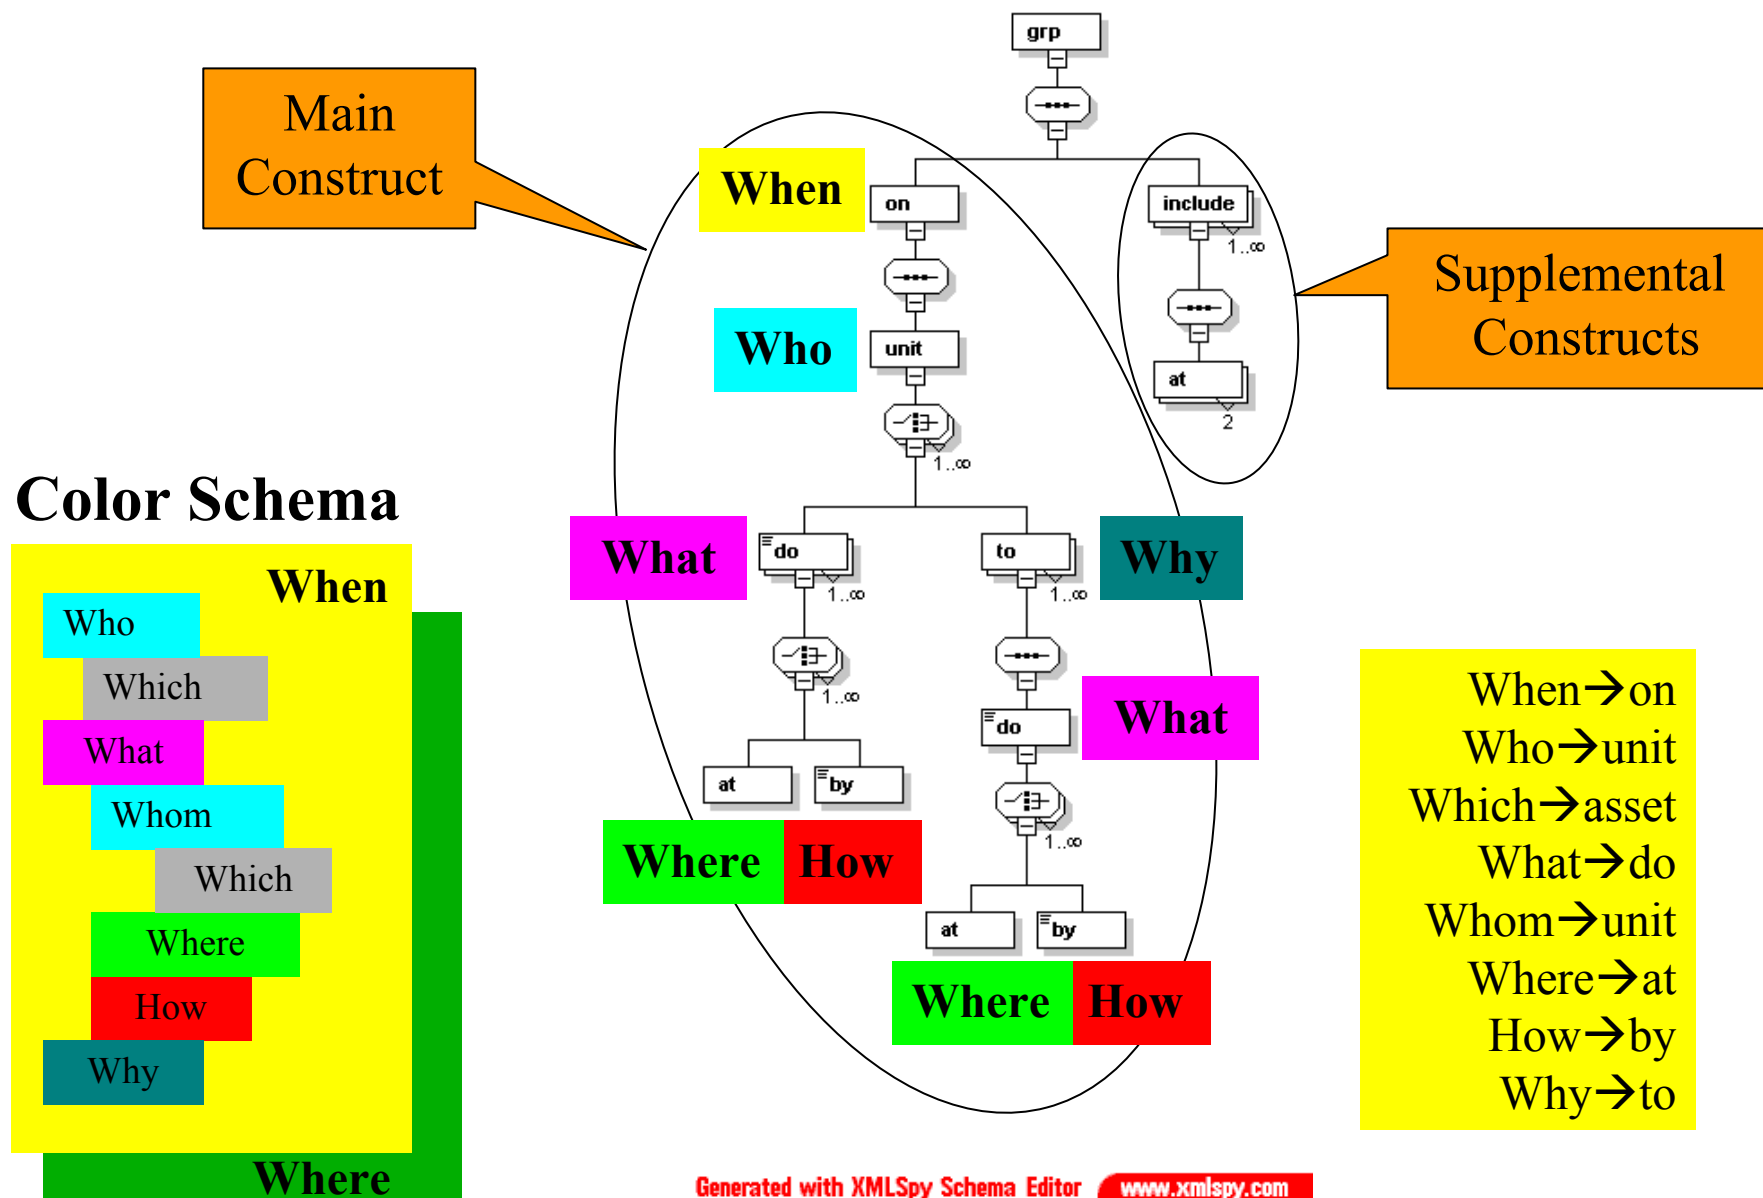 grp
Main
Construct
When
on
include
1..∞
Supplemental
Constructs
Who
unit
at
2
1..∞
Color Schema
What
do
1..∞
to
1..∞
Why
When
Who
Which
What
Whom
Which
Where
How
Why
Where
1..∞
do
What
at
by
1..∞
Where
How
at
by
Where
How
When→on
Who→unit
Which→asset
What→do
Whom→unit
Where→at
How→by
Why→to
Generated with XMLSpy Schema Editor www.xmlspy.com